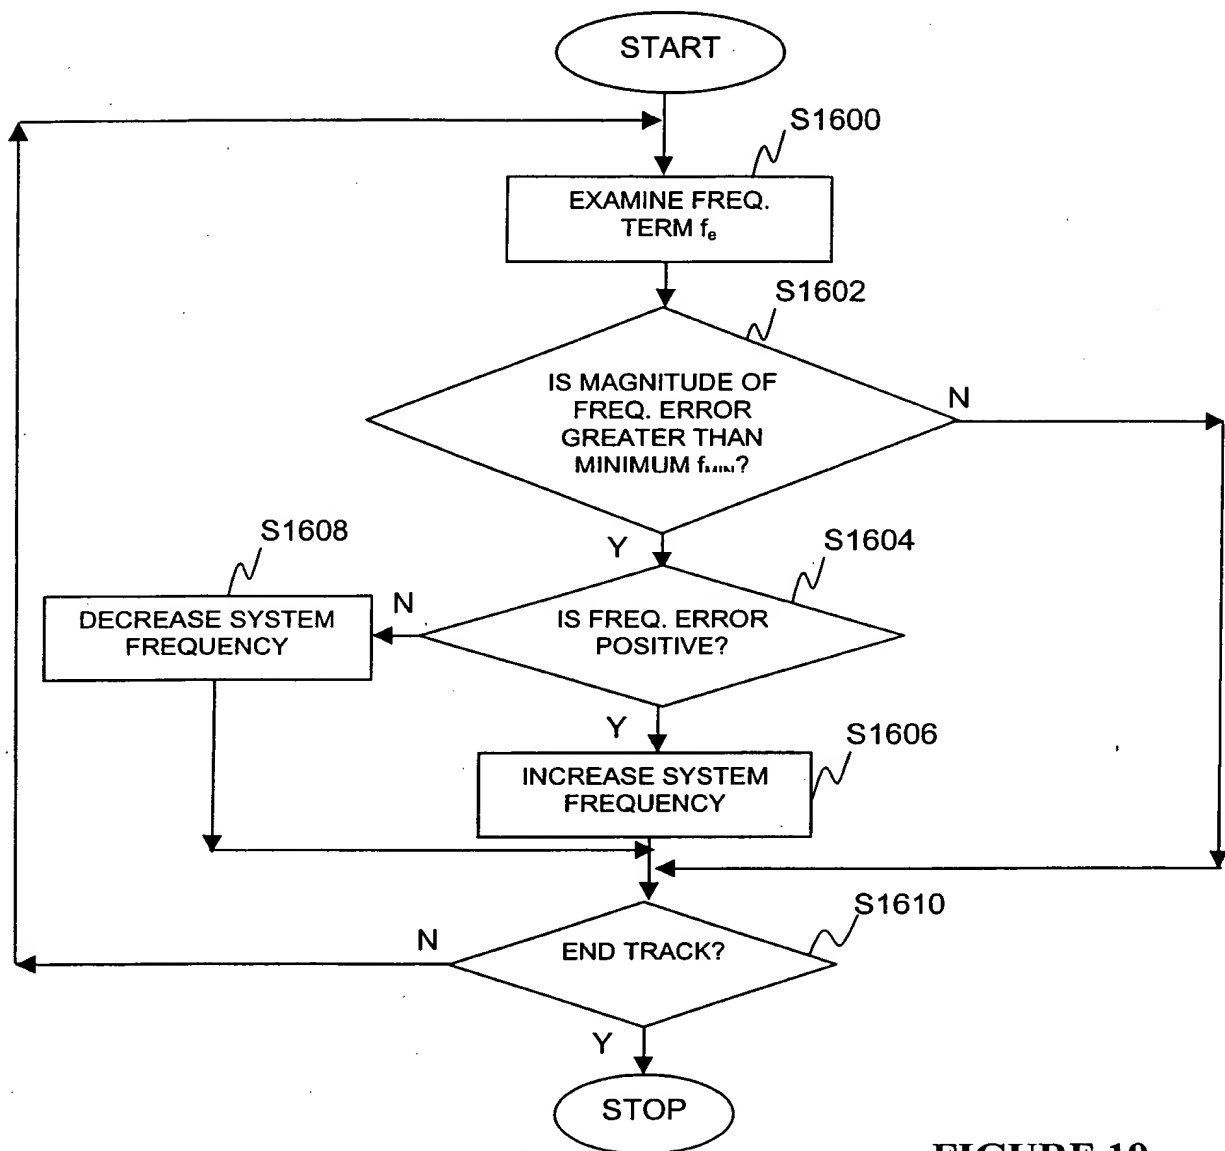 START
S1600
EXAMINE FREQ.
TERM fe
S1602
IS MAGNITUDE OF
FREQ. ERROR
GREATER THAN
MINIMUM fMIN?
N
Y
S1608
S1604
DECREASE SYSTEM
FREQUENCY
N
IS FREQ. ERROR
POSITIVE?
Y
S1606
INCREASE SYSTEM
FREQUENCY
S1610
N
END TRACK?
Y
STOP